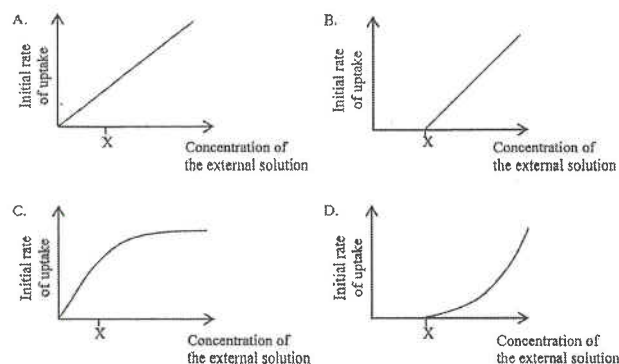 A.
Initial rate
of uptake
X
Concentration of
the external solution
B.
Initial rate
of uptake
X
Concentration of
the external solution
C.
Initial rate
of uptake
X
Concentration of
the external solution
D.
Initial rate
of uptake
X
Concentration of
the external solution